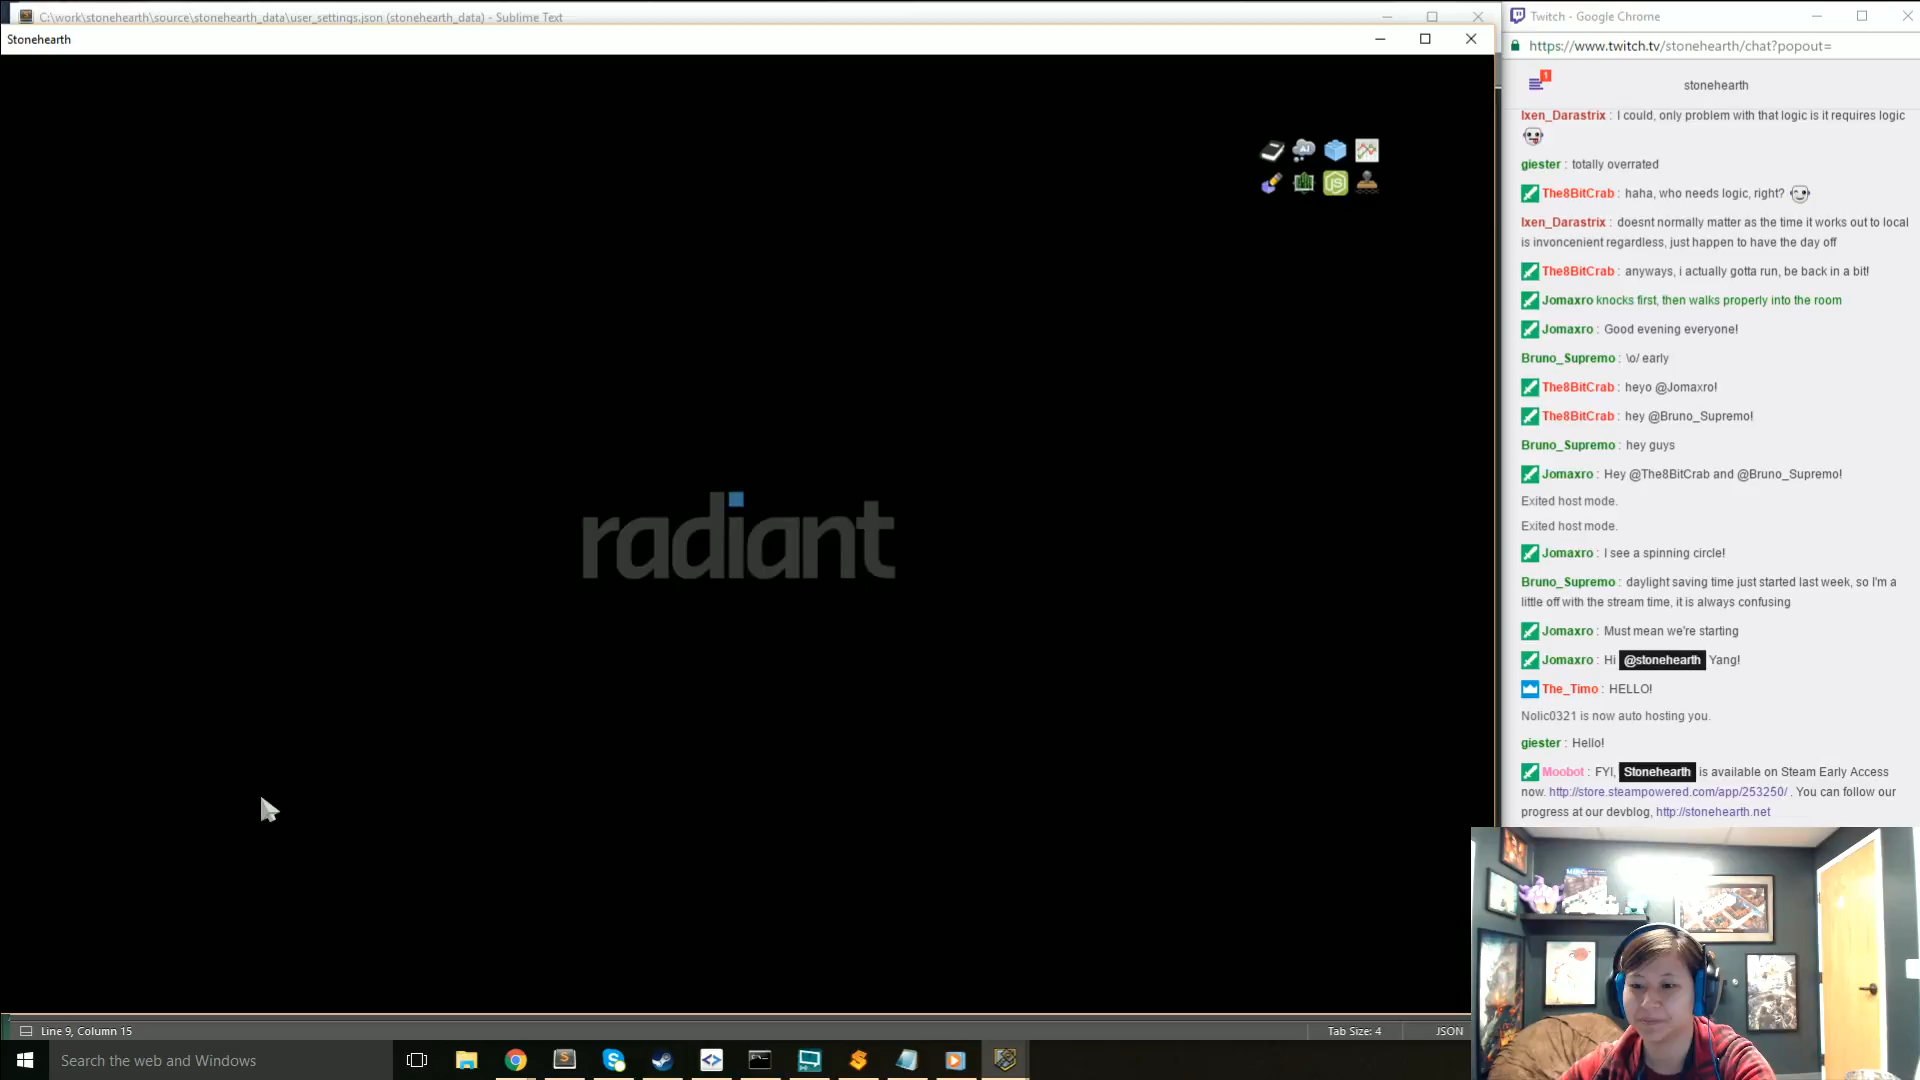 C:\work\stonehearth\source\stonehearth_data\user_settings.json (stonehearth_data) - Sublime Text
Stonehearth
radiant
AI
JS
Line 9, Column 15
Tab Size: 4
JSON
Search the web and Windows
Twitch - Google Chrome
https://www.twitch.tv/stonehearth/chat?popout=
1
stonehearth
Ixen_Darastrix : I could, only problem with that logic is it requires logic
giester : totally overrated
The8BitCrab : haha, who needs logic, right?
Ixen_Darastrix : doesnt normally matter as the time it works out to local
is invoncenient regardless, just happen to have the day off
The8BitCrab : anyways, i actually gotta run, be back in a bit!
Jomaxro knocks first, then walks properly into the room
Jomaxro : Good evening everyone!
Bruno_Supremo : \o/ early
The8BitCrab : heyo @Jomaxro!
The8BitCrab : hey @Bruno_Supremo!
Bruno_Supremo : hey guys
Jomaxro : Hey @The8BitCrab and @Bruno_Supremo!
Exited host mode.
Exited host mode.
Jomaxro : I see a spinning circle!
Bruno_Supremo : daylight saving time just started last week, so I'm a
little off with the stream time, it is always confusing
Jomaxro : Must mean we're starting
Jomaxro : Hi @stonehearth Yang!
The_Timo : HELLO!
Nolic0321 is now auto hosting you.
giester : Hello!
Moobot : FYI, Stonehearth is available on Steam Early Access
now. http://store.steampowered.com/app/253250/ . You can follow our
progress at our devblog, http://stonehearth.net